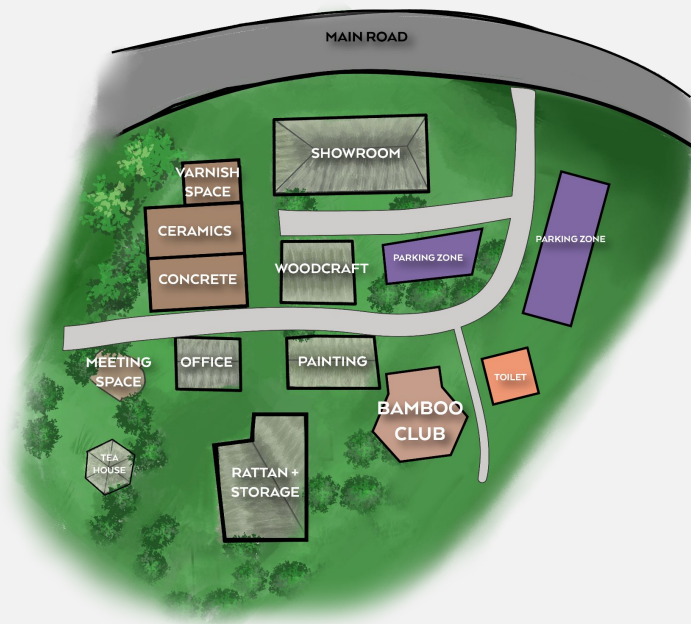 MAIN ROAD
SHOWROOM
VARNISH
SPACE
CERAMICS
CONCRETE
WOODCRAFT
PARKING ZONE
PARKING ZONE
MEETING
SPACE
OFFICE
PAINTING
TOILET
BAMBOO
CLUB
TEA
HOUSE
RATTAN +
STORAGE